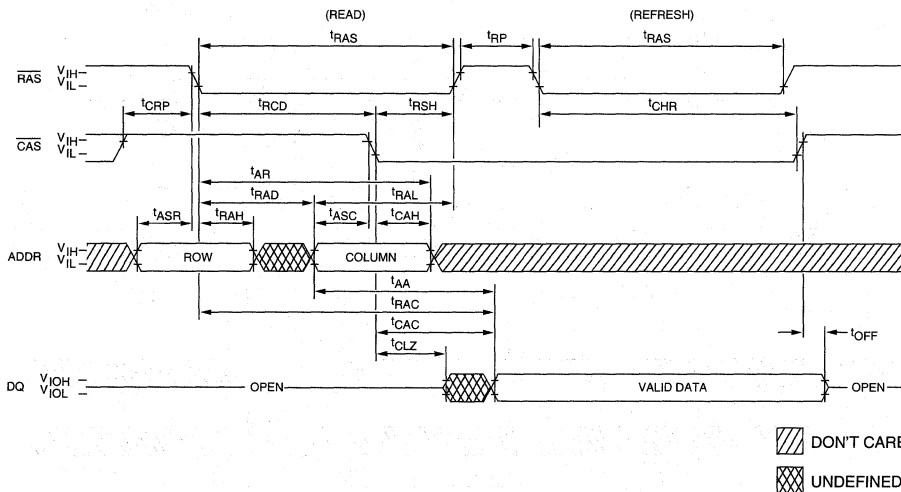 (READ) (REFRESH)
tRAS tRP tRAS
RAS VIH
VIL
tCRP tRCD tRSH tCHR
CAS VIH
VIL
tAR
tRAD tRAL
tASR tRAH tASC tCAH
ADDR VIH
VIL
ROW COLUMN
tAA
tRAC
tCAC tOFF
tCLZ
DQ VIOH
VIOL
OPEN VALID DATA OPEN
DON'T CARE
UNDEFINED